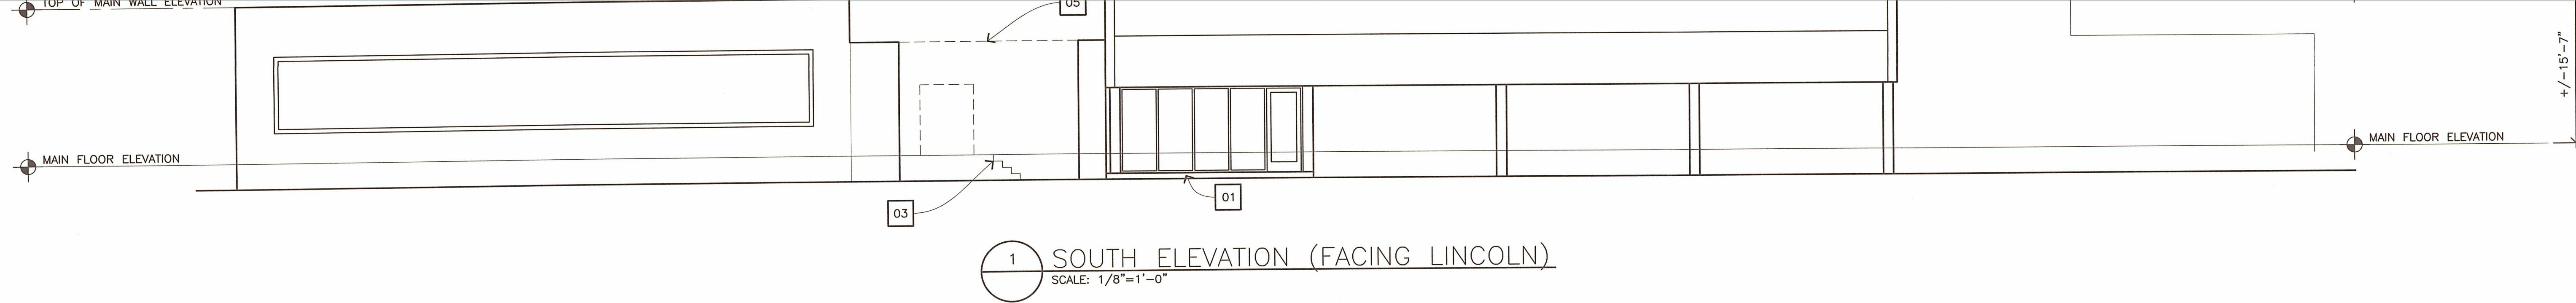 TOP OF MAIN WALL ELEVATION
05
+/-15'-7"
MAIN FLOOR ELEVATION
MAIN FLOOR ELEVATION
03
01
1
SOUTH ELEVATION (FACING LINCOLN)
SCALE: 1/8"=1'-0"